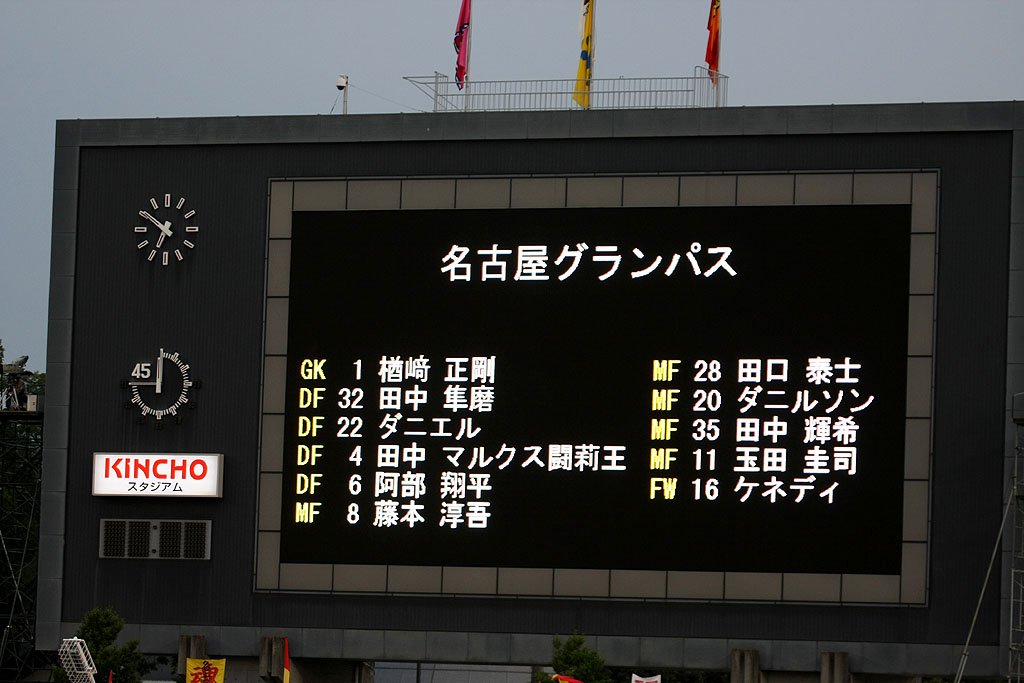 名古屋グランパス
GK 1 楢﨑 正剛
DF 32 田中 隼磨
DF 22 ダニエル
DF 4 田中 マルクス闘莉王
DF 6 阿部 翔平
MF 8 藤本 淳吾
MF 28 田口 泰士
MF 20 ダニルソン
MF 35 田中 輝希
MF 11 玉田 圭司
FW 16 ケネディ
45
KiNCHO
スタジアム
魂